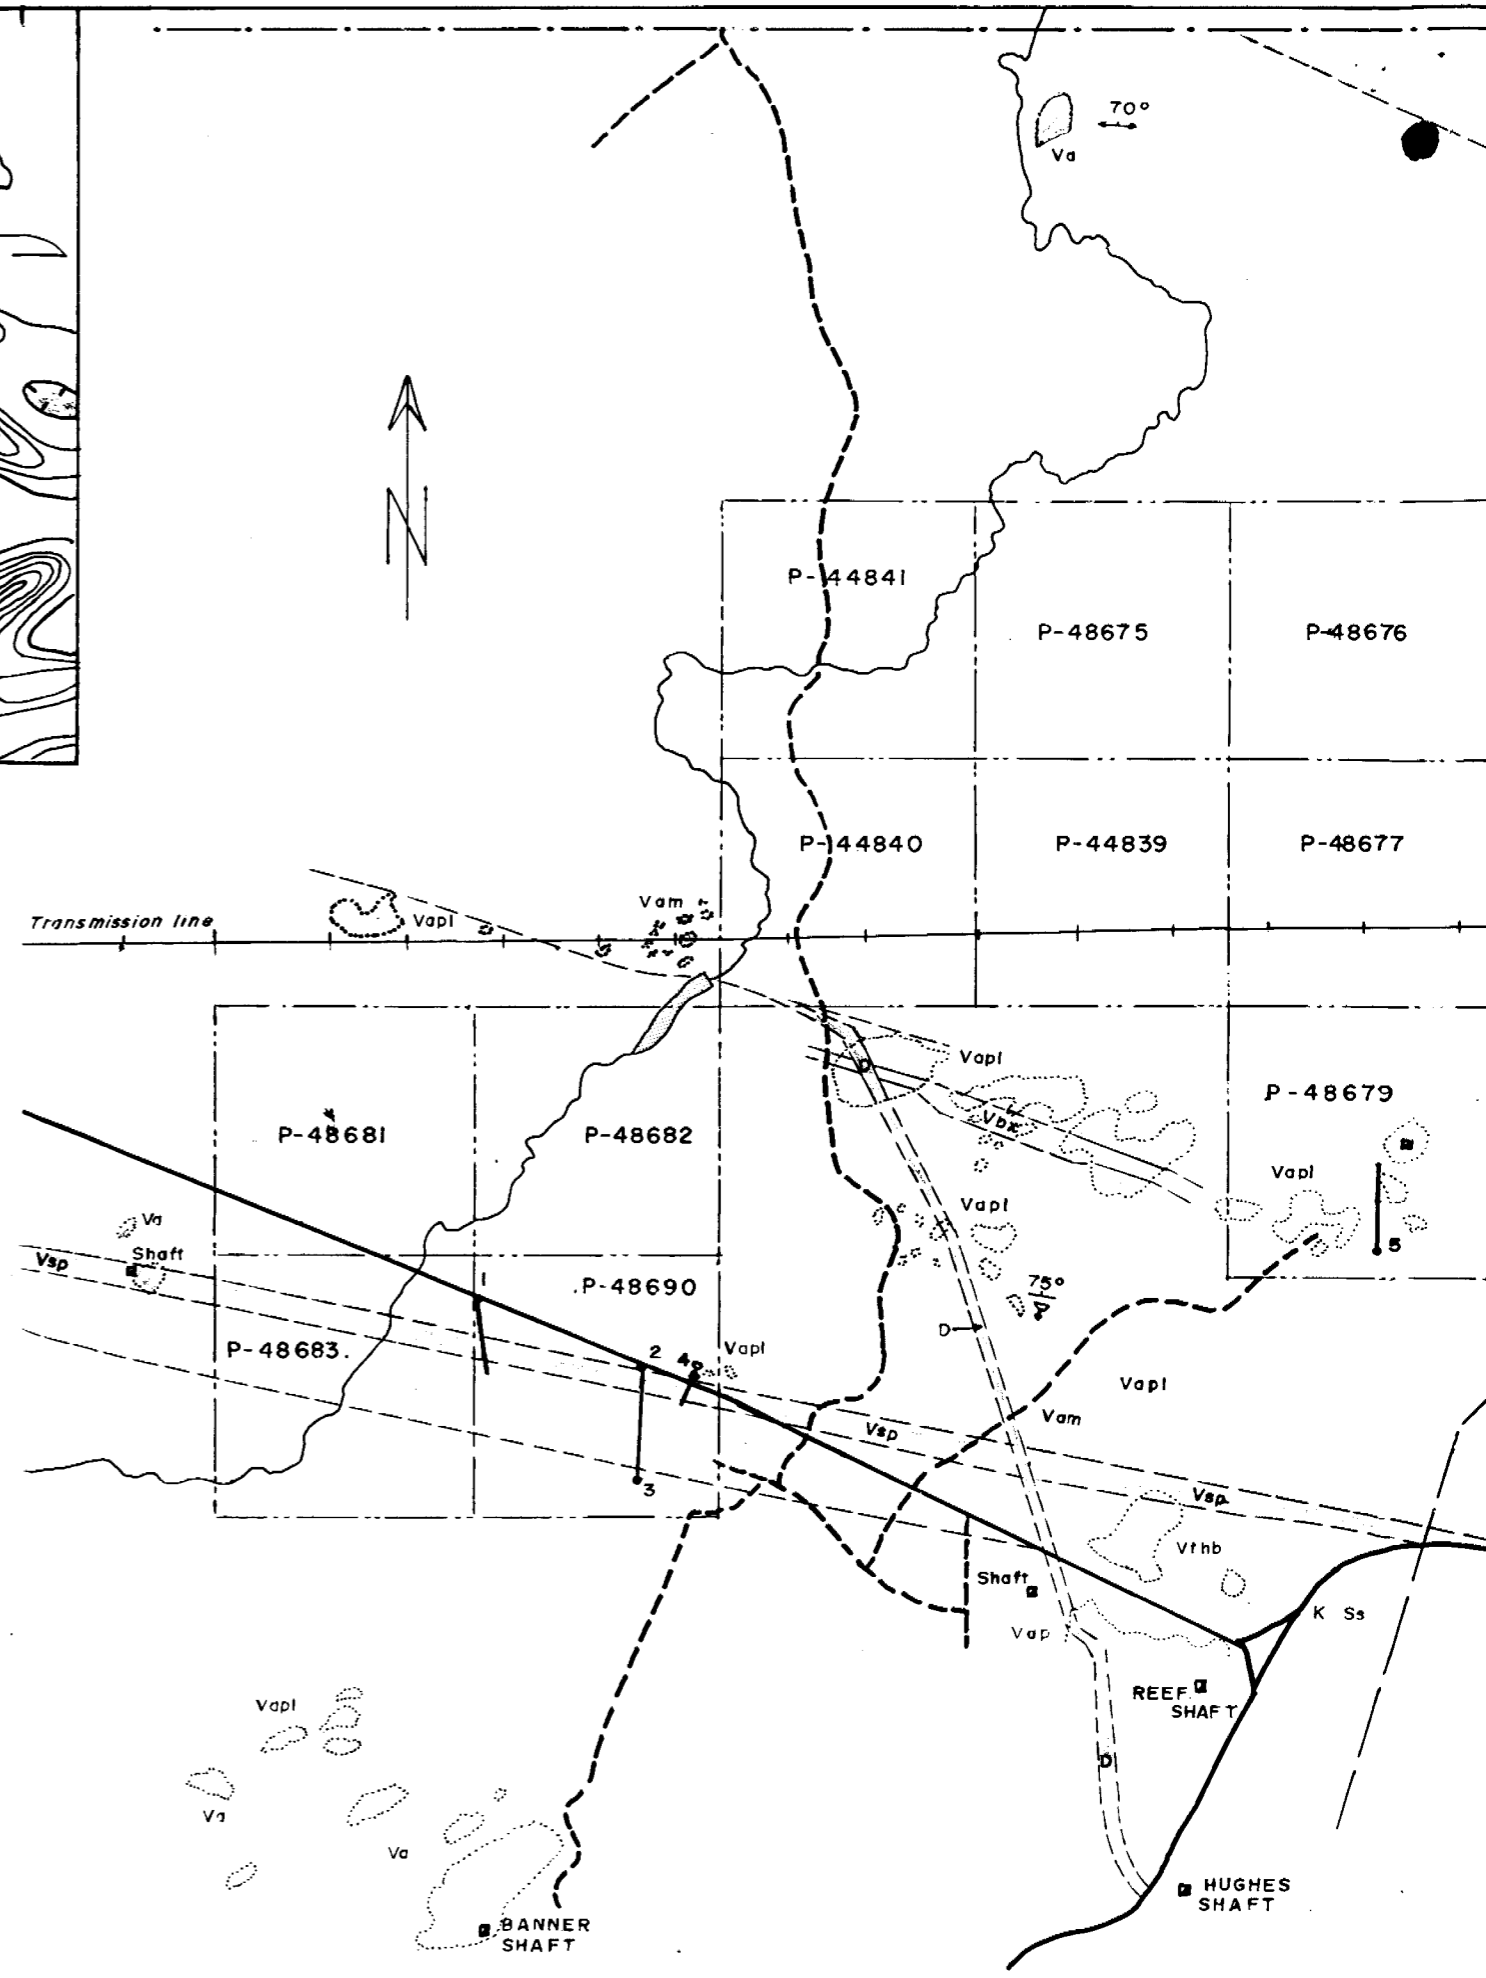 70°
Va
N
P-44841
P-48675
P-48676
P-44840
P-44839
P-48677
Transmission line
Vapl
Vam
Vapl
P-48679
Vbx
P-48681
P-48682
Vapl
Vapl
Va
Shaft
Vsp
5
1
P-48690
75°
D
D
P-48683.
2
4
Vapl
Vapl
Vam
Vsp
3
Vsp
Vthb
Shaft
K Ss
Vap
REEF
SHAFT
Vapl
D
Va
Va
HUGHES
SHAFT
BANNER
SHAFT